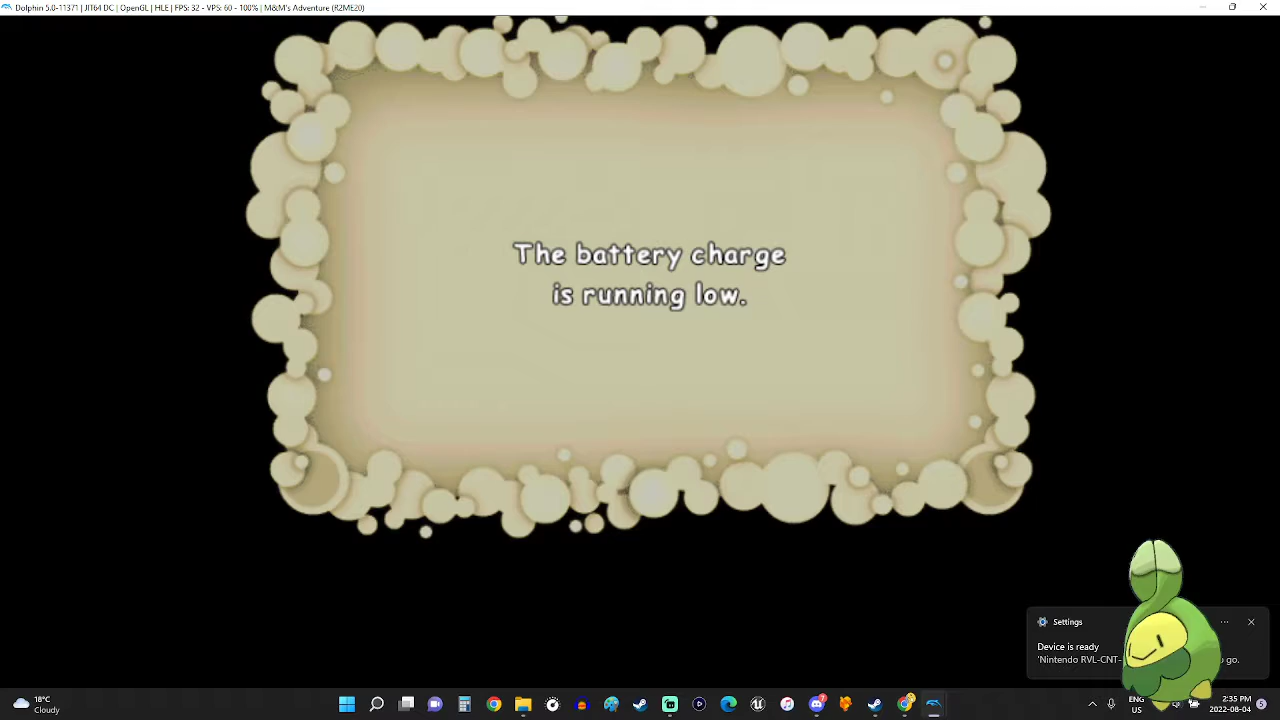 Dolphin 5.0-11371 | JIT64 DC | OpenGL | HLE | FPS: 32 - VPS: 60 - 100% | M&M's Adventure (R2ME20)
The battery charge
is running low.
Settings
Device is ready
'Nintendo RVL-CNT- go.
18°C
Cloudy
7
ENG
US
2:35 PM
2022-08-04
5